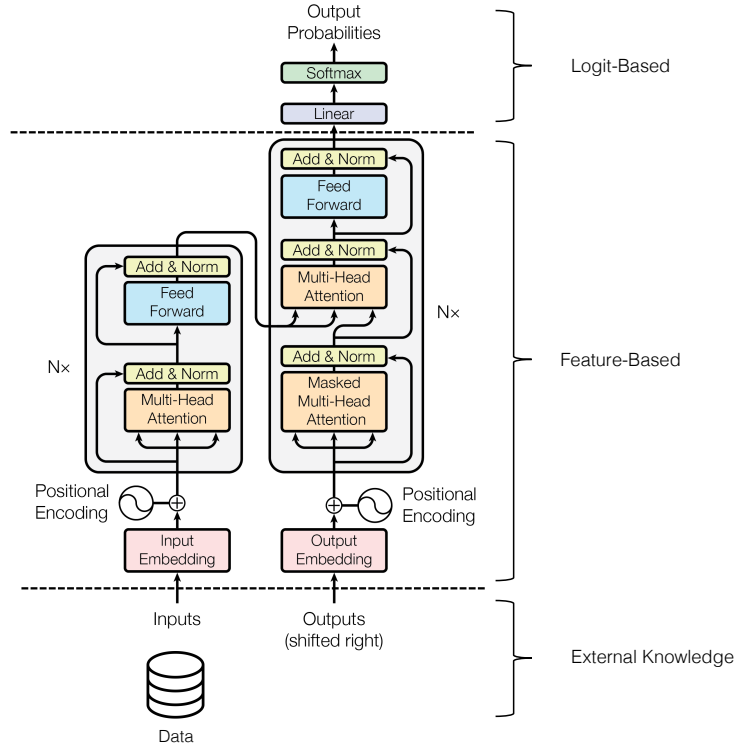 Output
Probabilities
Softmax
Linear
Logit-Based
Add & Norm
Feed
Forward
Add & Norm
Multi-Head
Attention
Nx
Add & Norm
Masked
Multi-Head
Attention
Add & Norm
Feed
Forward
Nx
Add & Norm
Multi-Head
Attention
Feature-Based
Positional
Encoding
Positional
Encoding
Input
Embedding
Output
Embedding
Inputs
Outputs
(shifted right)
Data
External Knowledge